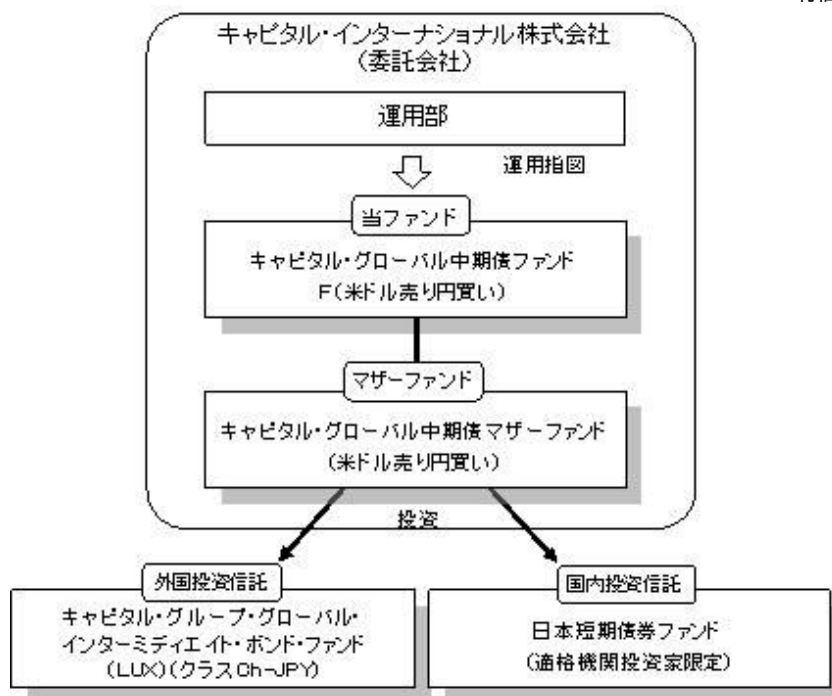 キャピタル・インターナショナル株式会社
(委託会社)
運用部
運用指図
当ファンド
キャピタル・グローバル中期債ファンド
F(米ドル売り円買い)
マザーファンド
キャピタル・グローバル中期債マザーファンド
(米ドル売り円買い)
投資
外国投資信託
キャピタル・グループ・グローバル・
インターミディエイト・ボンド・ファンド
(LUX)(クラスCh-JPY)
国内投資信託
日本短期債券ファンド
(適格機関投資家限定)